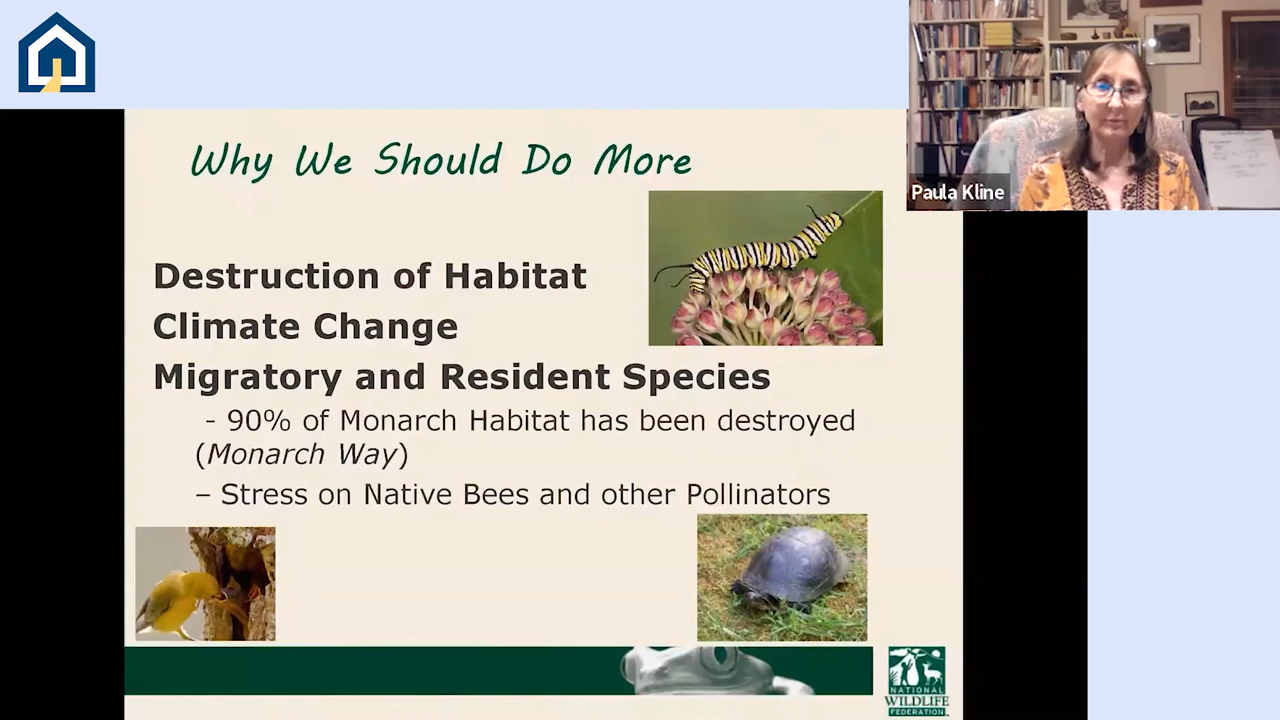 Why We Should Do More
Paula Kline
Destruction of Habitat
Climate Change
Migratory and Resident Species
- 90% of Monarch Habitat has been destroyed
(Monarch Way)
– Stress on Native Bees and other Pollinators
NATIONAL
WILDLIFE
FEDERATION